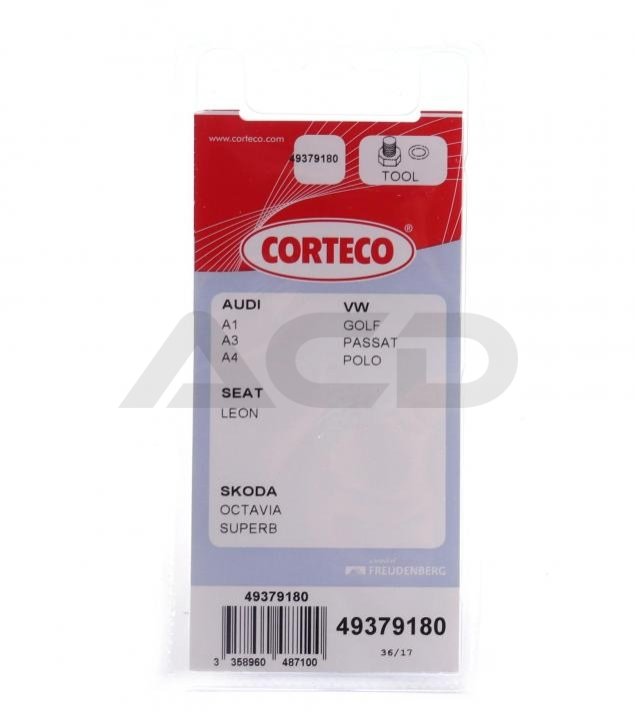 www.corteco.com
49379180
TOOL
CORTECO®
AUDI
A1
A3
A4
VW
GOLF
PASSAT
POLO
SEAT
LEON
SKODA
OCTAVIA
SUPERB
ACD
FREUDENBERG
49379180
3 358960 487100
49379180
36/17